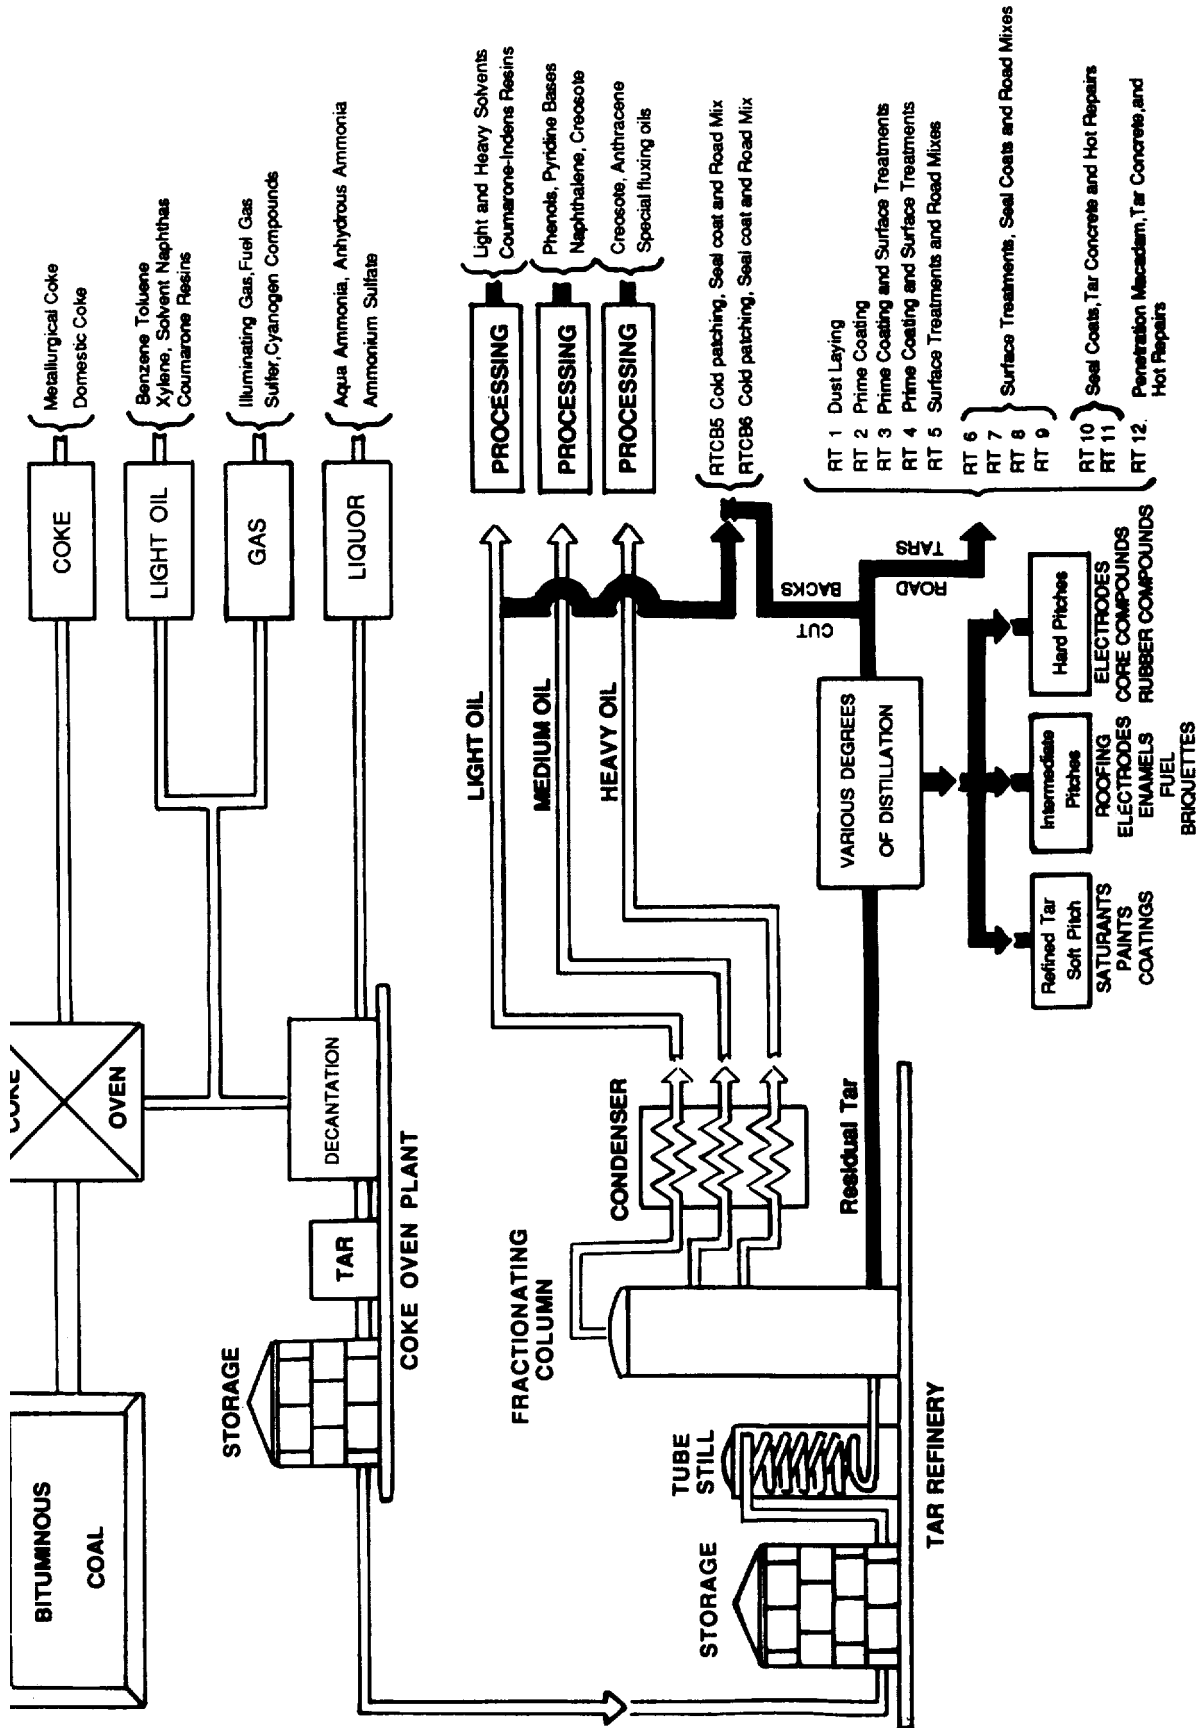 BITUMINOUS
COAL
COKE
OVEN
COKE
Metallurgical Coke
Domestic Coke
LIGHT OIL
Benzene Toluene
Xylene, Solvent Naphthas
Coumarone Resins
GAS
Illuminating Gas,Fuel Gas
Sulfer,Cyanogen Compounds
LIQUOR
Aqua Ammonia, Anhydrous Ammonia
Ammonium Sulfate
STORAGE
TAR
DECANTATION
COKE OVEN PLANT
FRACTIONATING
COLUMN
CONDENSER
LIGHT OIL
MEDIUM OIL
HEAVY OIL
PROCESSING
Light and Heavy Solvents
Coumarone-Indens Resins
PROCESSING
Phenols, Pyridine Bases
Naphthalene, Creosote
PROCESSING
Creosote, Anthracene
Special fluxing oils
STORAGE
TUBE
STILL
TAR REFINERY
Residual Tar
VARIOUS DEGREES
OF DISTILLATION
CUT
BACKS
ROAD
TARS
RTCB5 Cold patching, Seal coat and Road Mix
RTCB6 Cold patching, Seal coat and Road Mix
RT 1 Dust Laying
RT 2 Prime Coating
RT 3 Prime Coating and Surface Treatments
RT 4 Prime Coating and Surface Treatments
RT 5 Surface Treatments and Road Mixes
RT 6
RT 7
RT 8
RT 9
Surface Treatments, Seal Coats and Road Mixes
RT 10
RT 11
Seal Coats,Tar Concrete and Hot Repairs
RT 12. Penetration Macadam,Tar Concrete,and
Hot Repairs
Refined Tar
Soft Pitch
SATURANTS
PAINTS
COATINGS
Intermediate
Pitches
ROOFING
ELECTRODES
ENAMELS
FUEL
BRIQUETTES
Hard Pitches
ELECTRODES
CORE COMPOUNDS
RUBBER COMPOUNDS